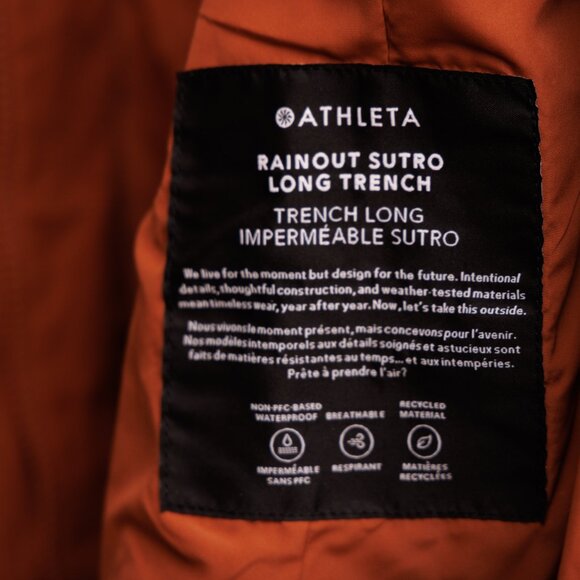 ATHLETA
RAINOUT SUTRO
LONG TRENCH
TRENCH LONG
IMPERMÉABLE SUTRO
We live for the moment but design for the future. Intentional
details, thoughtful construction, and weather-tested materials
mean timeless wear, year after year. Now, let's take this outside.
Nous vivons le moment présent, mais concevons pour l'avenir.
Nos modèles intemporels aux détails soignés et astucieux sont
faits de matières résistantes au temps... et aux intempéries.
Prête à prendre l'air?
NON-PFC-BASED
WATERPROOF
IMPERMÉABLE
SANS PFC
BREATHABLE
RESPIRANT
RECYCLED
MATERIAL
MATIÈRES
RECYCLÉES